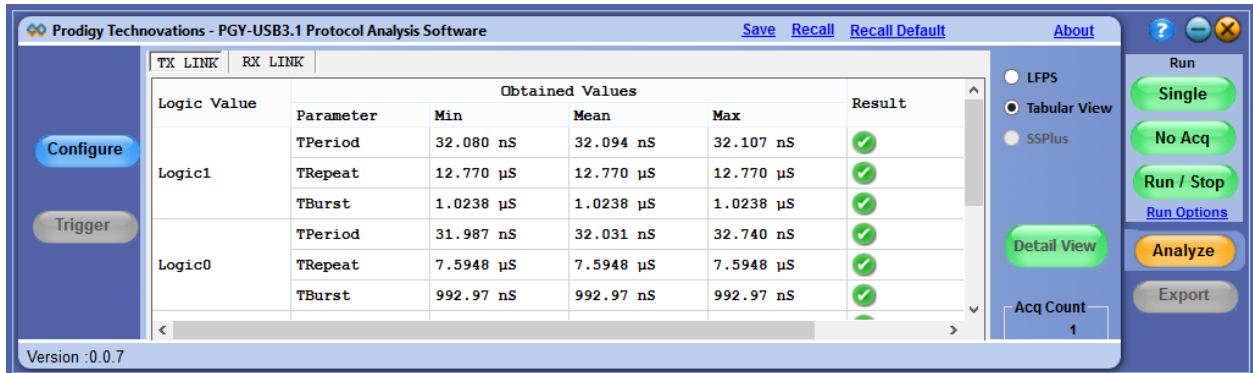 Prodigy Technovations - PGY-USB3.1 Protocol Analysis Software Save Recall Recall Default About ?
Configure
Trigger
TX LINK RX LINK
Logic Value Obtained Values Result
Parameter Min Mean Max
Logic1
TPeriod 32.080 nS 32.094 nS 32.107 nS
TRepeat 12.770 µS 12.770 µS 12.770 µS
TBurst 1.0238 µS 1.0238 µS 1.0238 µS
Logic0
TPeriod 31.987 nS 32.031 nS 32.740 nS
TRepeat 7.5948 µS 7.5948 µS 7.5948 µS
TBurst 992.97 nS 992.97 nS 992.97 nS
LFPS
Tabular View
SSPlus
Detail View
Acq Count
1
Run
Single
No Acq
Run / Stop
Run Options
Analyze
Export
Version :0.0.7